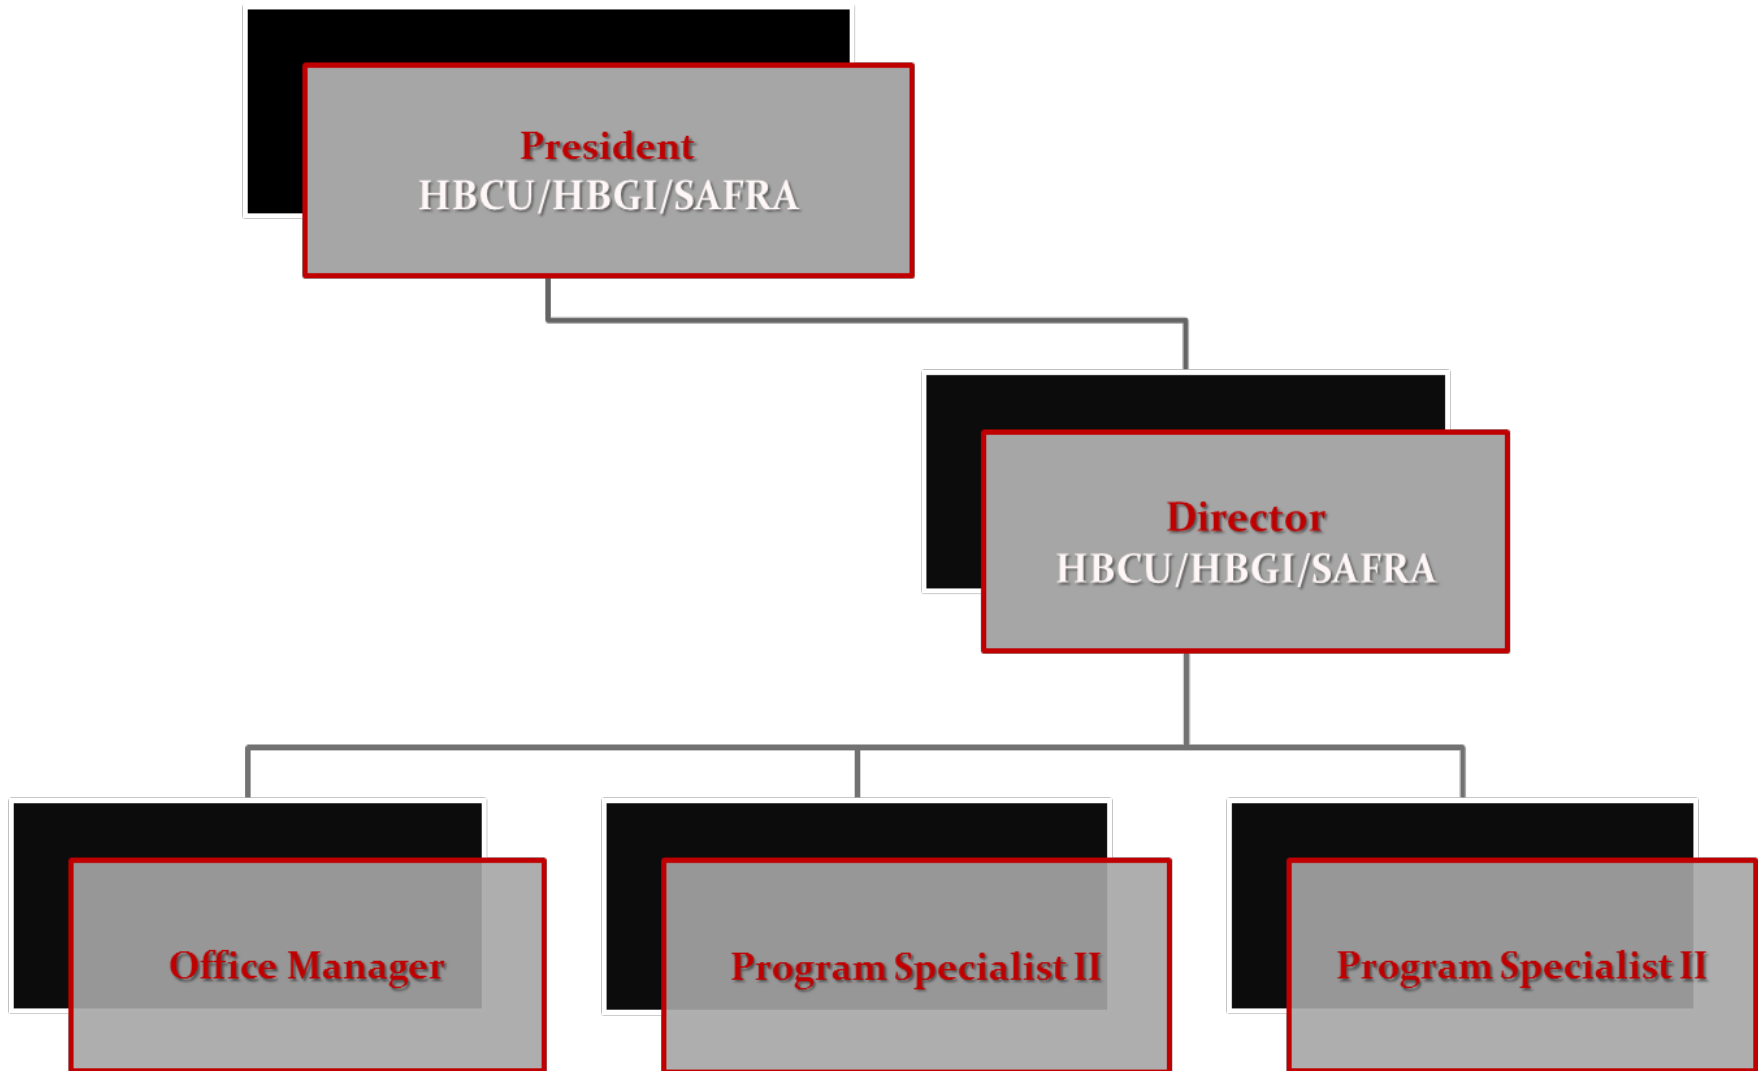 President
HBCU/HBGI/SAFRA
Director
HBCU/HBGI/SAFRA
Office Manager
Program Specialist II
Program Specialist II